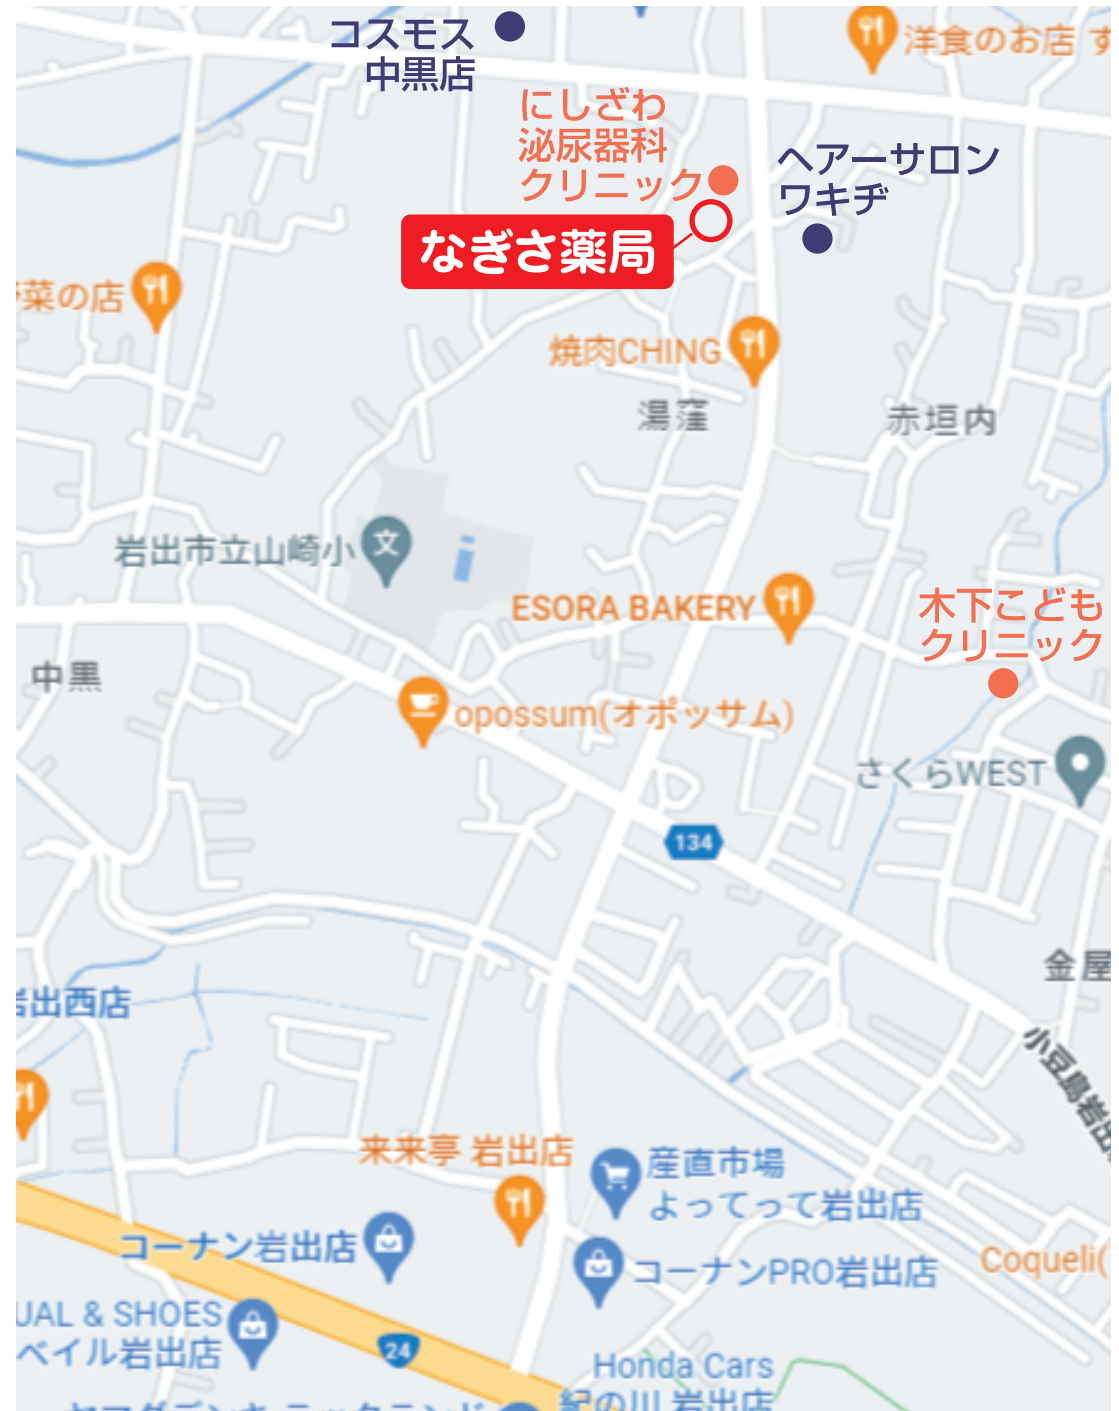 コスモス
中黒店
洋食のお店
にしざわ
泌尿器科
クリニック
ヘアーサロン
ワキヂ
なぎさ薬局
菜の店
焼肉CHING
湯窪
赤垣内
岩出市立山崎小
文
ESORA BAKERY
木下こども
クリニック
中黒
opossum(オポッサム)
さくらWEST
134
金屋
岩出西店
小豆島岩出
来来亭 岩出店
産直市場
よってって岩出店
コーナン岩出店
コーナンPRO岩出店
Coqueli(
UAL & SHOES
ベイル岩出店
24
Honda Cars
紀の川 岩出店